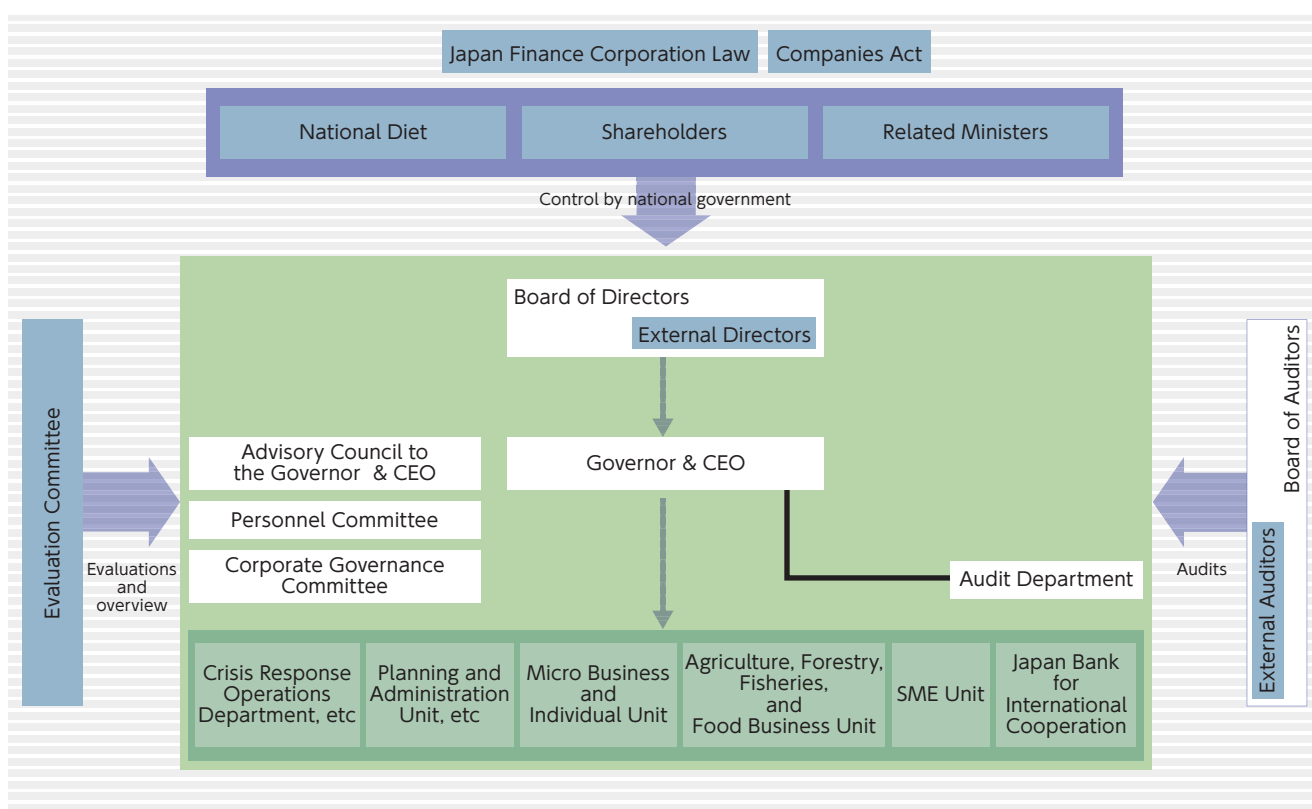 Japan Finance Corporation Law
Companies Act
National Diet
Shareholders
Related Ministers
Control by national government
Board of Directors
External Directors
Evaluation Committee
Evaluations
and
overview
Advisory Council to
the Governor & CEO
Personnel Committee
Corporate Governance
Committee
Governor & CEO
Audit Department
Audits
Board of Auditors
External Auditors
Crisis Response
Operations
Department, etc
Planning and
Administration
Unit, etc
Micro Business
and
Individual Unit
Agriculture, Forestry,
Fisheries,
and
Food Business Unit
SME Unit
Japan Bank
for
International
Cooperation